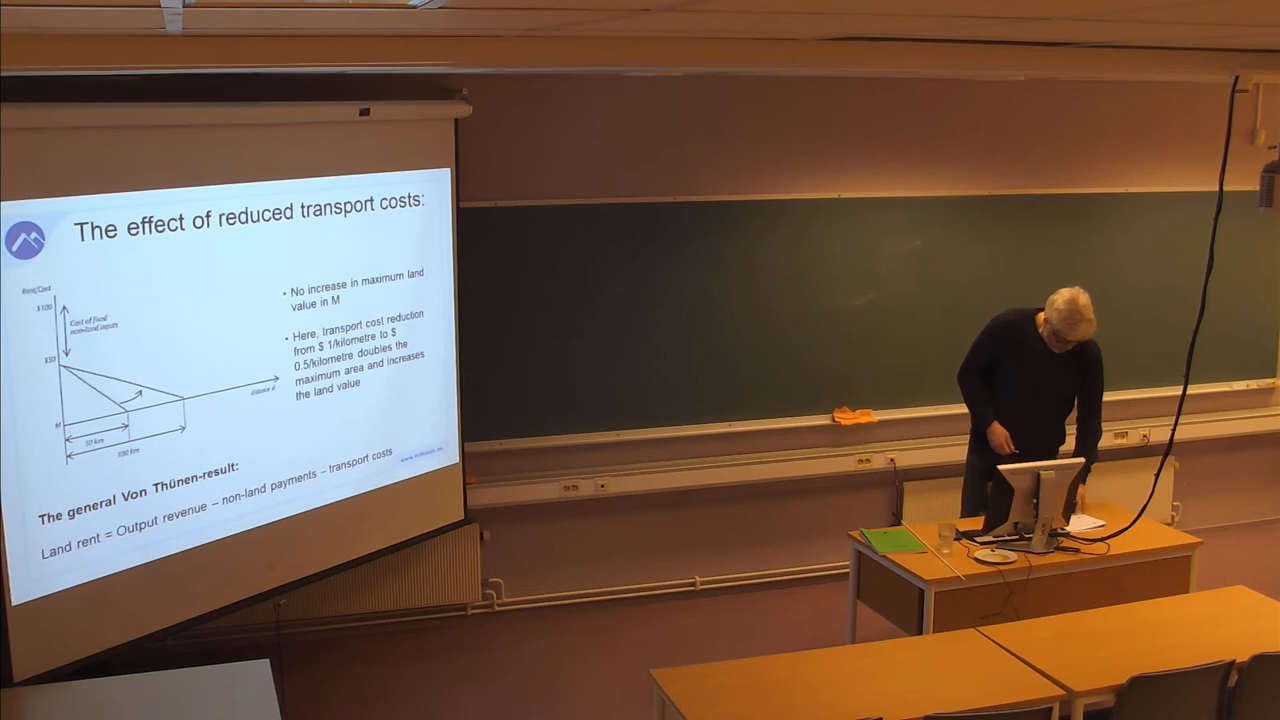 The effect of reduced transport costs:
Rent/Cost
$100
Cost of fixed
non-land inputs
$50
M
50 km
100 km
distance d
• No increase in maximum land
value in M
• Here, transport cost reduction
from $ 1/kilometre to $
0.5/kilometre doubles the
maximum area and increases
the land value
The general Von Thünen-result:
Land rent = Output revenue – non-land payments – transport costs